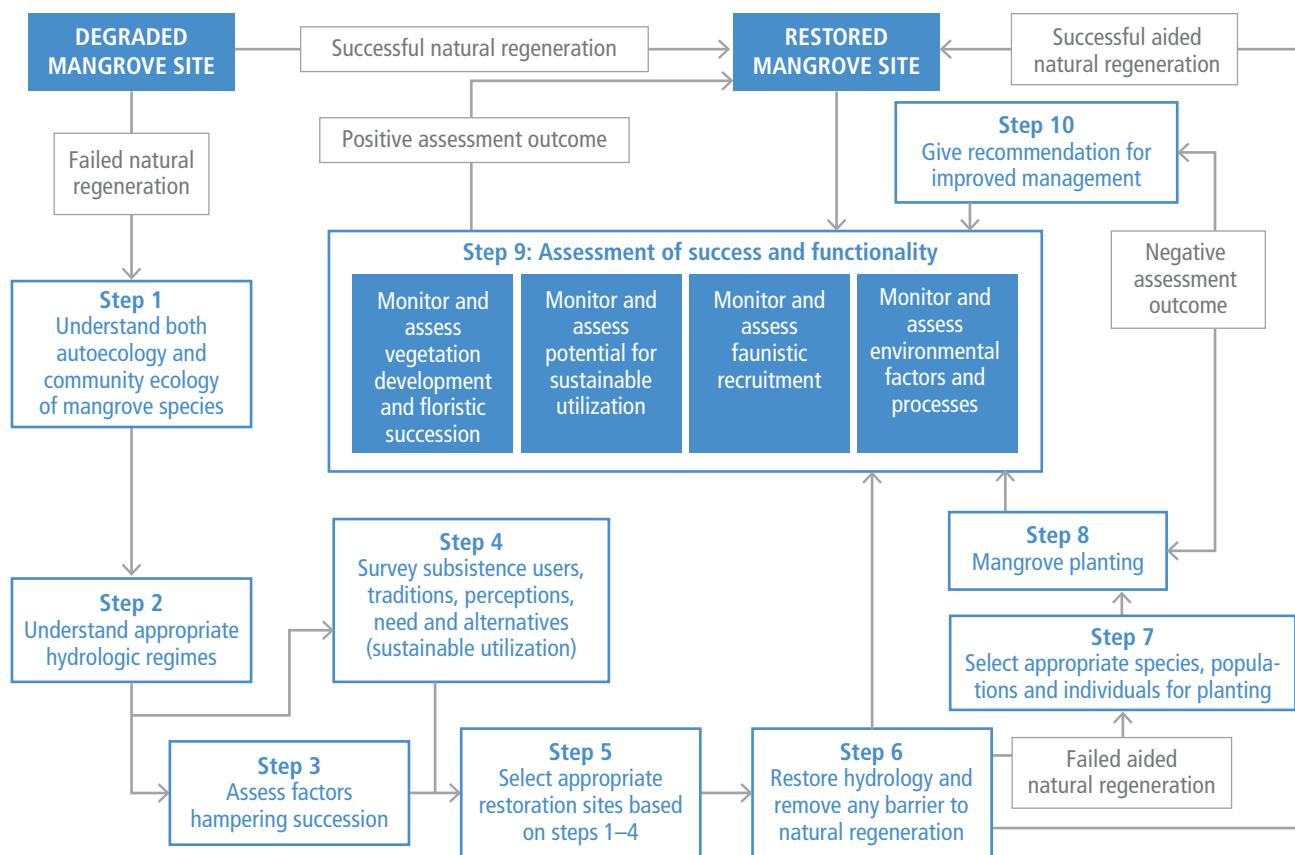 DEGRADED
MANGROVE SITE
Successful natural regeneration
RESTORED
MANGROVE SITE
Successful aided
natural regeneration
Failed natural
regeneration
Positive assessment outcome
Step 10
Give recommendation for
improved management
Negative
assessment
outcome
Step 1
Understand both
autoecology and
community ecology
of mangrove species
Step 9: Assessment of success and functionality
Monitor and
assess
vegetation
development
and floristic
succession
Monitor and
assess
potential for
sustainable
utilization
Monitor and
assess
faunistic
recruitment
Monitor and
assess
environmental
factors and
processes
Step 2
Understand appropriate
hydrologic regimes
Step 4
Survey subsistence users,
traditions, perceptions,
need and alternatives
(sustainable utilization)
Step 8
Mangrove planting
Step 7
Select appropriate species, popula-
tions and individuals for planting
Step 3
Assess factors
hampering succession
Step 5
Select appropriate
restoration sites based
on steps 1–4
Step 6
Restore hydrology and
remove any barrier to
natural regeneration
Failed aided
natural regeneration